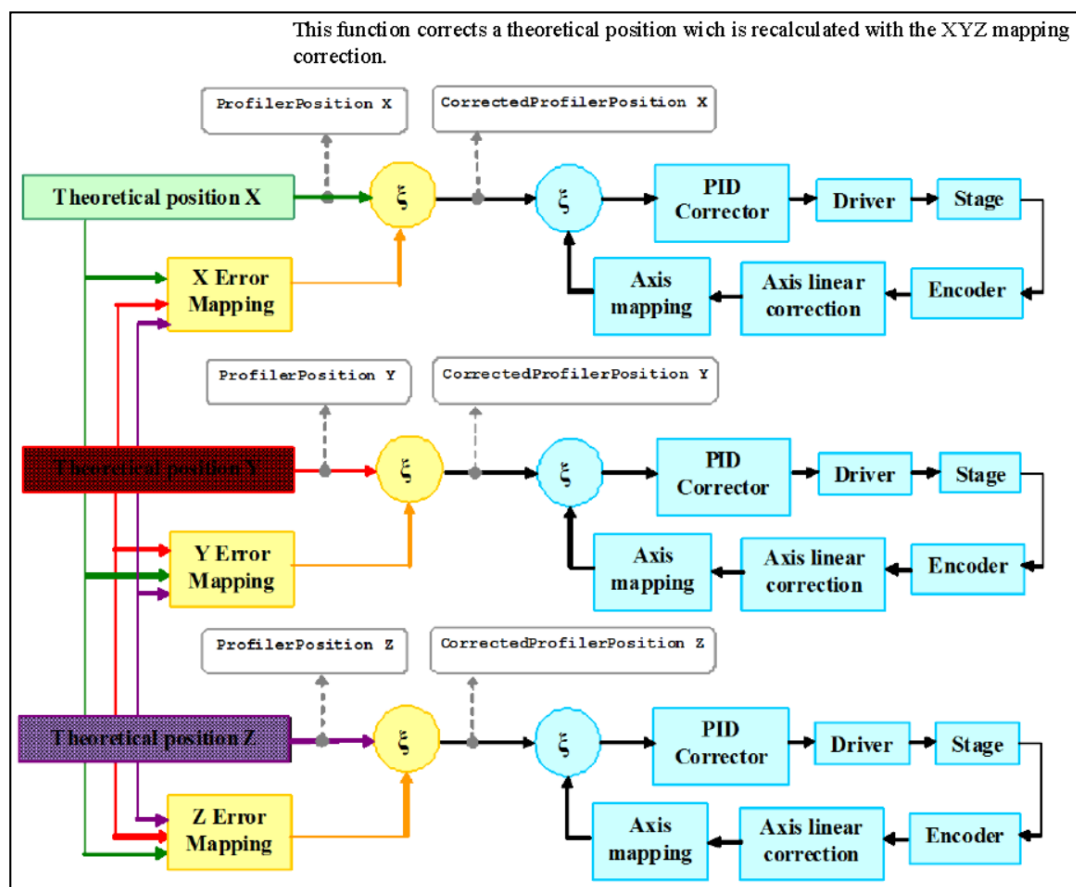 This function corrects a theoretical position wich is recalculated with the XYZ mapping
correction.
ProfilerPosition X
CorrectedProfilerPosition X
Theoretical position X
ξ
ξ
PID
Corrector
Driver
Stage
X Error
Mapping
Axis
mapping
Axis linear
correction
Encoder
ProfilerPosition Y
CorrectedProfilerPosition Y
Theoretical position Y
ξ
ξ
PID
Corrector
Driver
Stage
Y Error
Mapping
Axis
mapping
Axis linear
correction
Encoder
ProfilerPosition Z
CorrectedProfilerPosition Z
Theoretical position Z
ξ
ξ
PID
Corrector
Driver
Stage
Z Error
Mapping
Axis
mapping
Axis linear
correction
Encoder